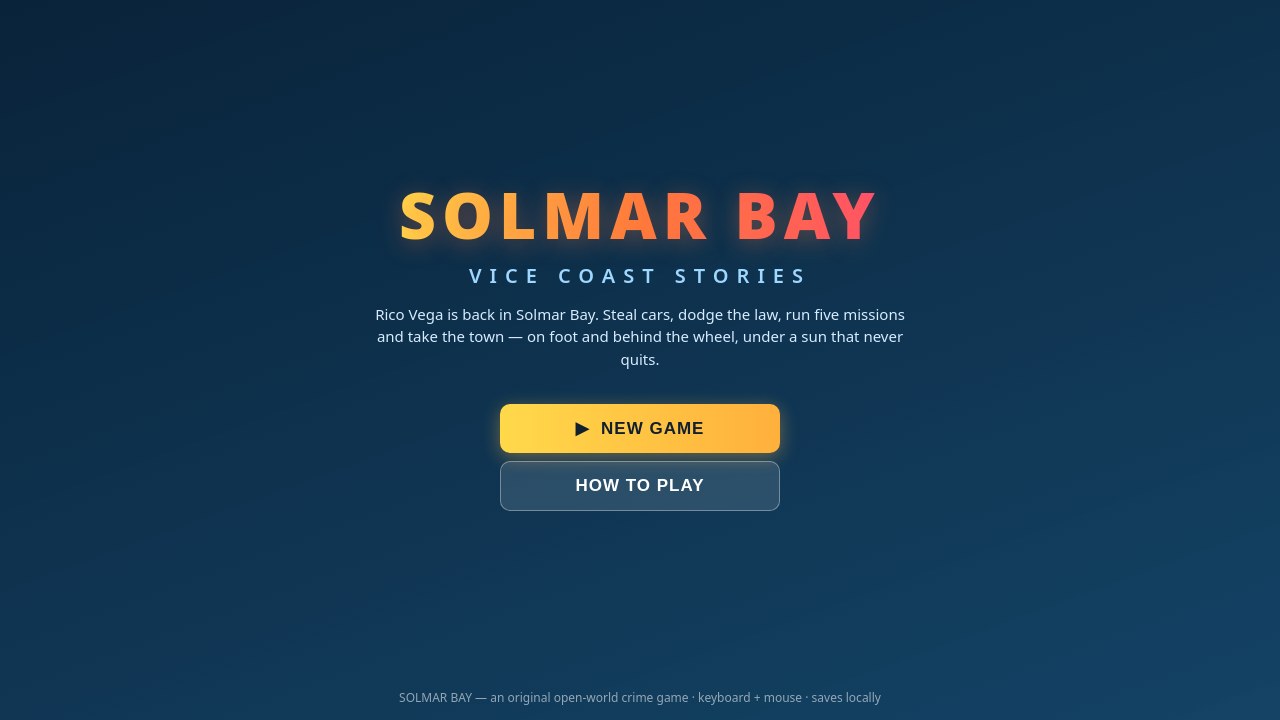 SOLMAR BAY
VICE COAST STORIES
Rico Vega is back in Solmar Bay. Steal cars, dodge the law, run five missions
and take the town — on foot and behind the wheel, under a sun that never
quits.
▶ NEW GAME
HOW TO PLAY
SOLMAR BAY — an original open-world crime game · keyboard + mouse · saves locally